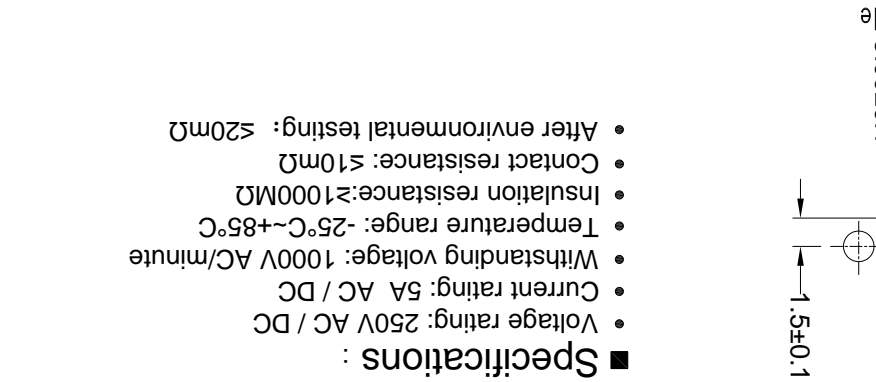 ■ Specifications :
• Voltage rating: 250V AC / DC
• Current rating: 5A AC / DC
• Withstanding voltage: 1000V AC/minute
• Temperature range: -25°C~+85°C
• Insulation resistance:≥1000MΩ
• Contact resistance: ≤10mΩ
• After environmental testing: ≤20mΩ
1.5±0.1